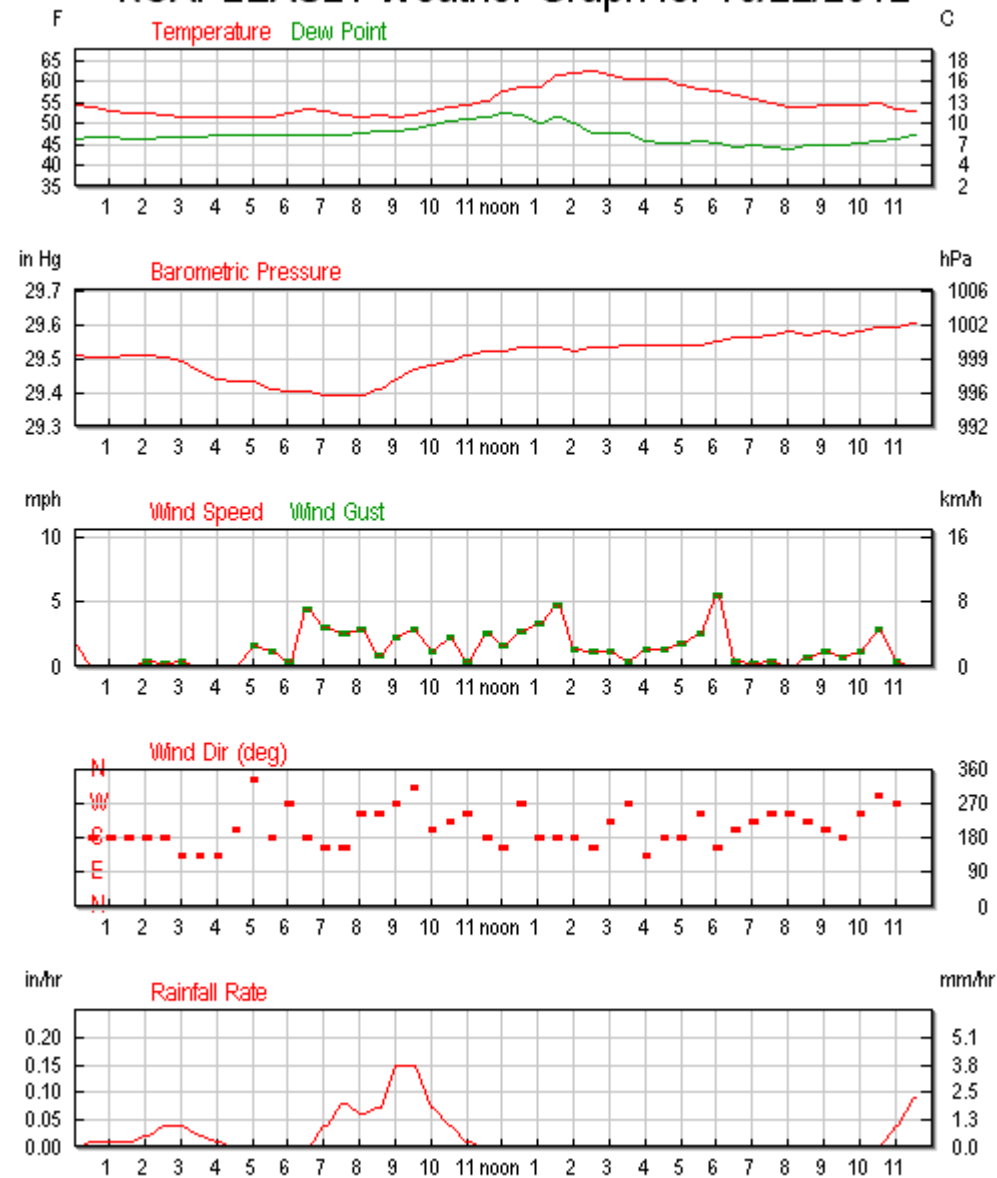 Weather Graph for
F C
Temperature Dew Point
65 18
60 16
55 13
50 10
45 7
40 4
35 2
1 2 3 4 5 6 7 8 9 10 11 noon 1 2 3 4 5 6 7 8 9 10 11
in Hg hPa
Barometric Pressure
29.7 1006
29.6 1002
29.5 999
29.4 996
29.3 992
1 2 3 4 5 6 7 8 9 10 11 noon 1 2 3 4 5 6 7 8 9 10 11
mph km/h
Wind Speed Wind Gust
10 16
5 8
0 0
1 2 3 4 5 6 7 8 9 10 11 noon 1 2 3 4 5 6 7 8 9 10 11
Wind Dir (deg)
N 360
W 270
S 180
E 90
N 0
1 2 3 4 5 6 7 8 9 10 11 noon 1 2 3 4 5 6 7 8 9 10 11
in/hr mm/hr
Rainfall Rate
0.20 5.1
0.15 3.8
0.10 2.5
0.05 1.3
0.00 0.0
1 2 3 4 5 6 7 8 9 10 11 noon 1 2 3 4 5 6 7 8 9 10 11